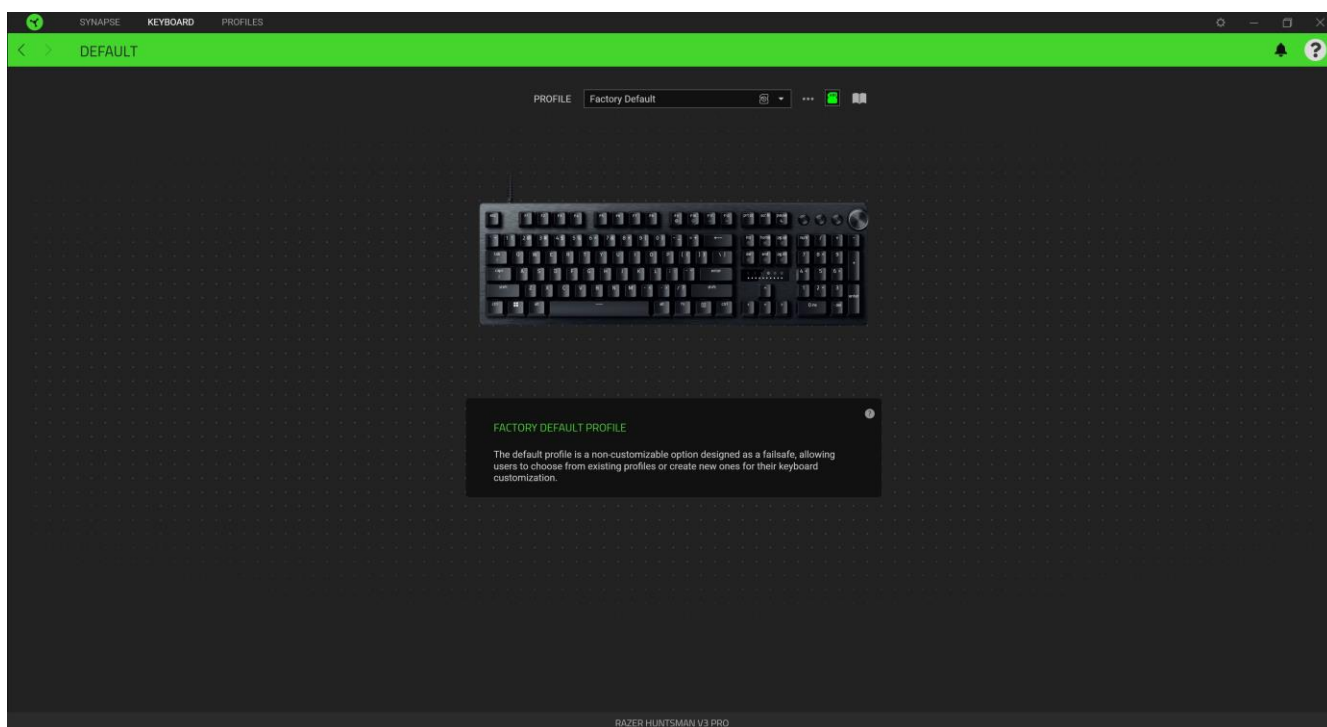 SYNAPSE KEYBOARD PROFILES
DEFAULT
?
PROFILE Factory Default
FACTORY DEFAULT PROFILE
The default profile is a non-customizable option designed as a failsafe, allowing
users to choose from existing profiles or create new ones for their keyboard
customization.
RAZER HUNTSMAN V3 PRO